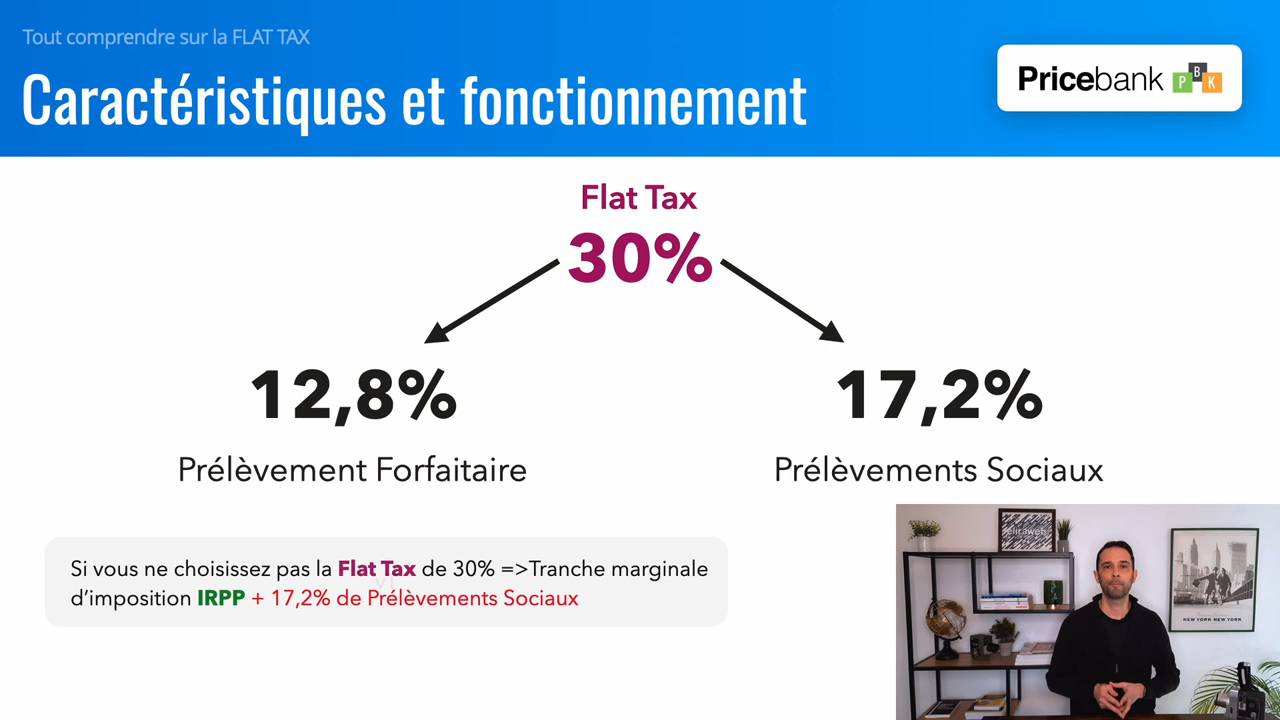 Tout comprendre sur la FLAT TAX
Caractéristiques et fonctionnement
Pricebank PBK
Flat Tax
30%
12,8%
17,2%
Prélèvement Forfaitaire
Prélèvements Sociaux
Si vous ne choisissez pas la Flat Tax de 30% =>Tranche marginale
d’imposition IRPP + 17,2% de Prélèvements Sociaux
NEW YORK NEW YORK